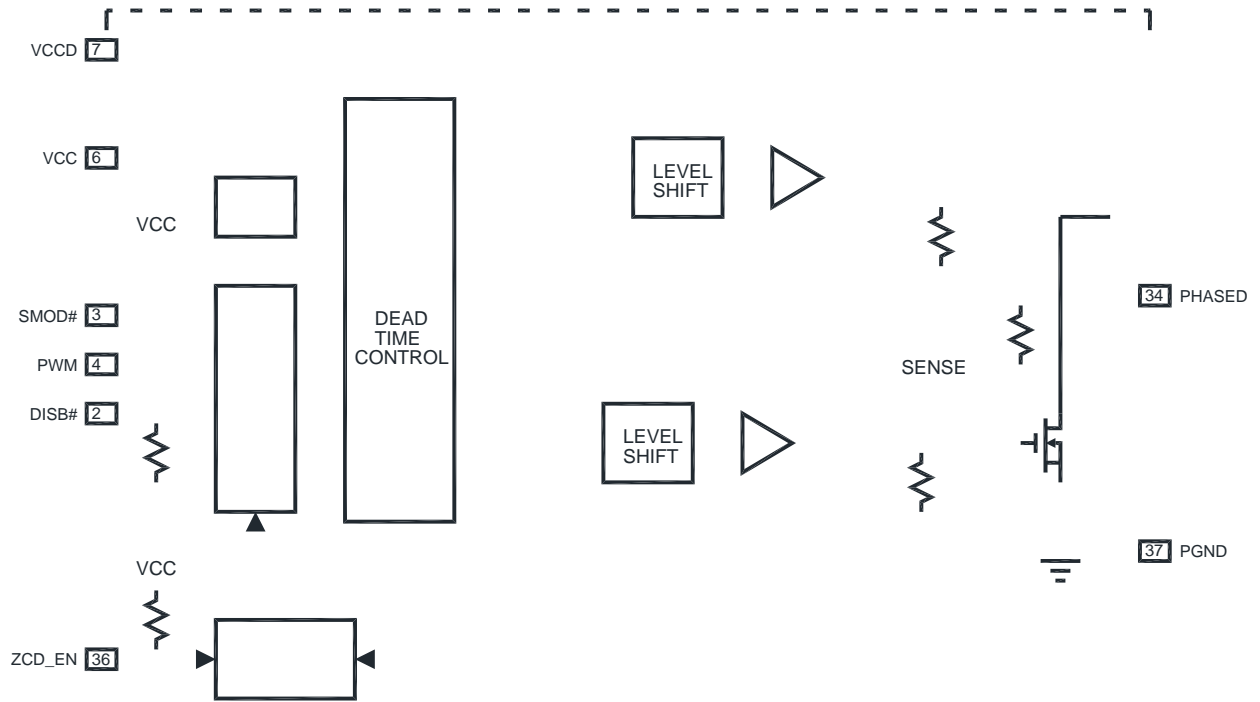 VCCD 7
VCC 6
LEVEL
SHIFT
VCC
34 PHASED
SMOD# 3
DEAD
TIME
CONTROL
PWM 4
SENSE
DISB# 2
LEVEL
SHIFT
37 PGND
VCC
ZCD_EN 36